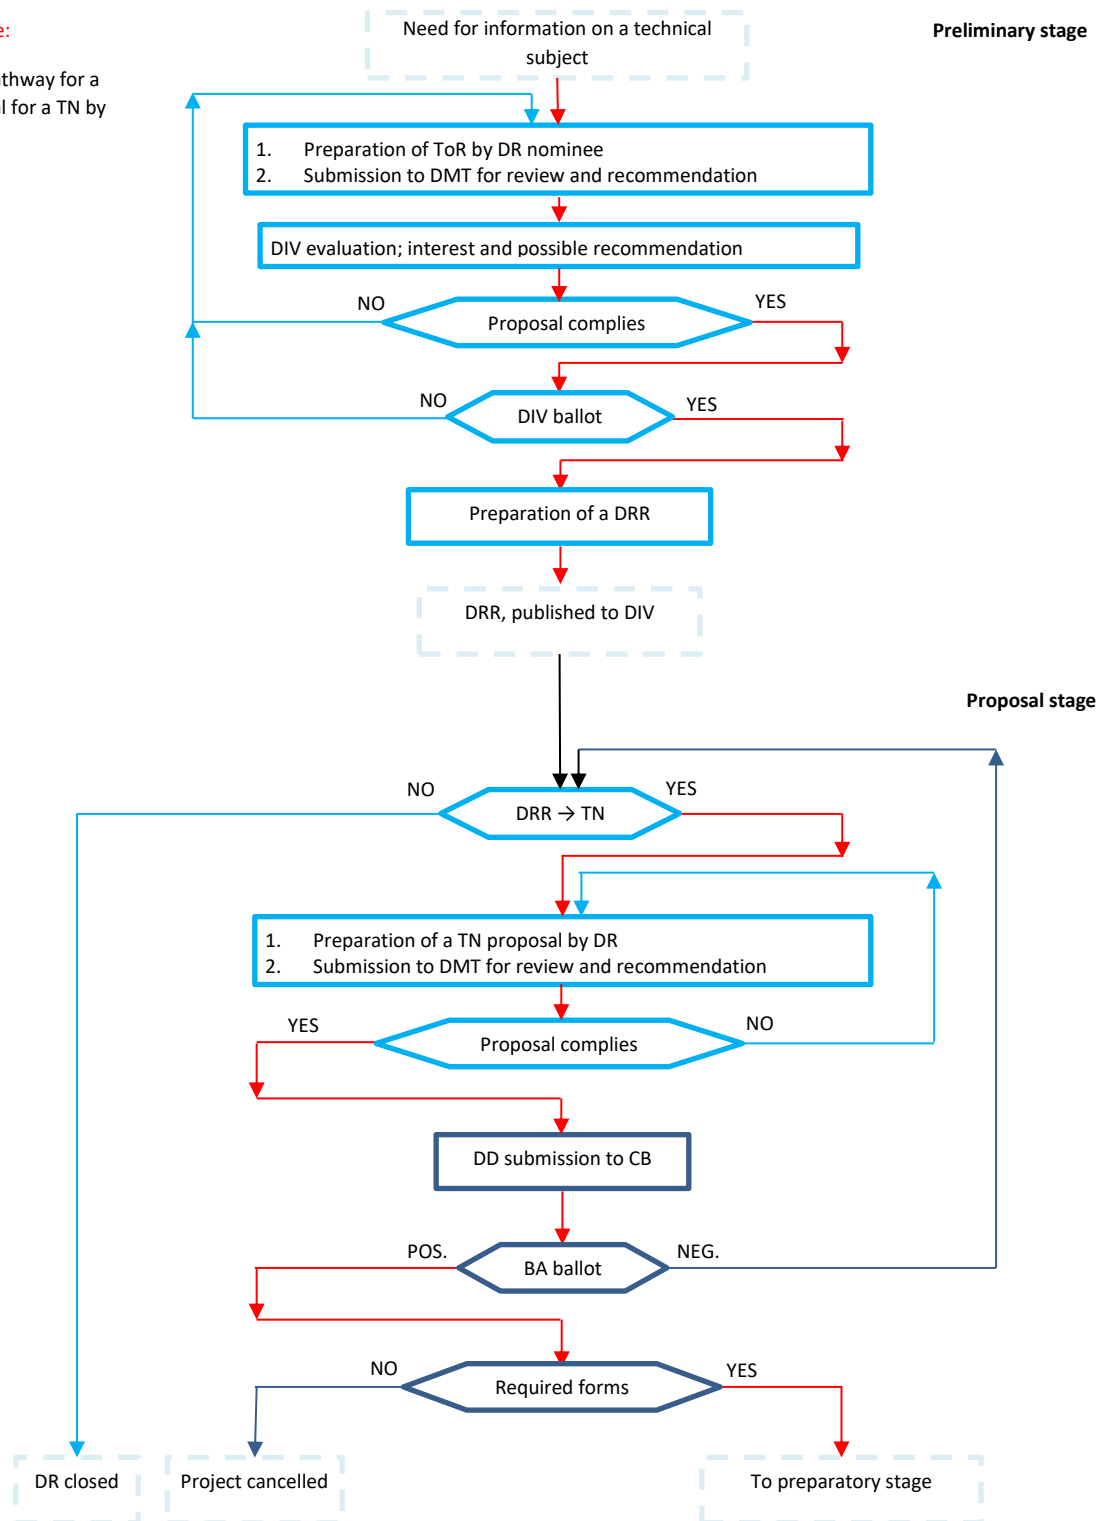 Need for information on a technical
subject
Preliminary stage
e:
athway for a
al for a TN by
1. Preparation of ToR by DR nominee
2. Submission to DMT for review and recommendation
DIV evaluation; interest and possible recommendation
NO
YES
Proposal complies
NO
YES
DIV ballot
Preparation of a DRR
DRR, published to DIV
Proposal stage
NO
YES
DRR → TN
1. Preparation of a TN proposal by DR
2. Submission to DMT for review and recommendation
YES
NO
Proposal complies
DD submission to CB
POS.
NEG.
BA ballot
NO
YES
Required forms
DR closed
Project cancelled
To preparatory stage